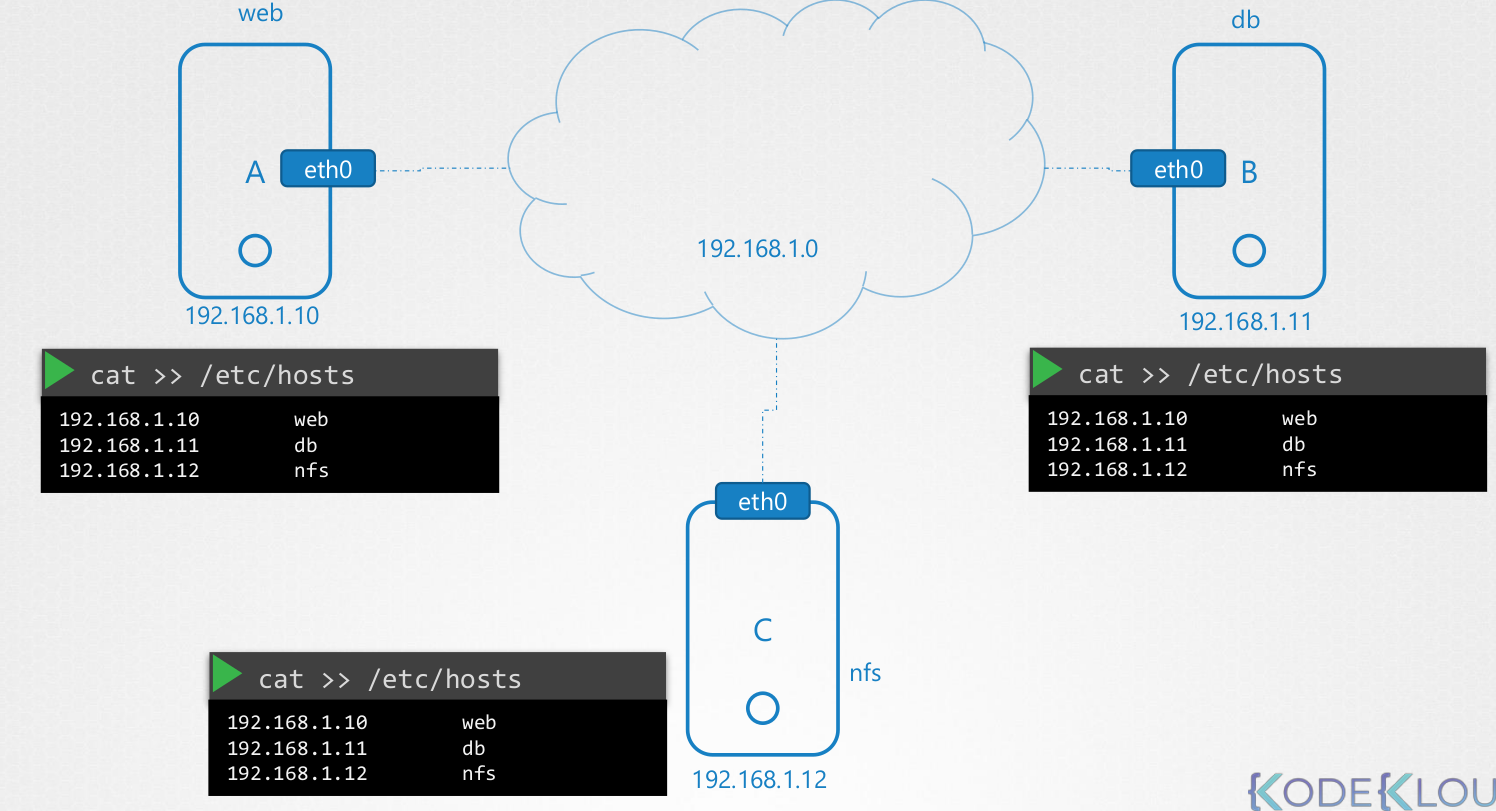 web
db
A
eth0
eth0
B
192.168.1.0
192.168.1.10
192.168.1.11
cat >> /etc/hosts
192.168.1.10 web
192.168.1.11 db
192.168.1.12 nfs
cat >> /etc/hosts
192.168.1.10 web
192.168.1.11 db
192.168.1.12 nfs
eth0
C
nfs
cat >> /etc/hosts
192.168.1.10 web
192.168.1.11 db
192.168.1.12 nfs
192.168.1.12
KODEKLOU